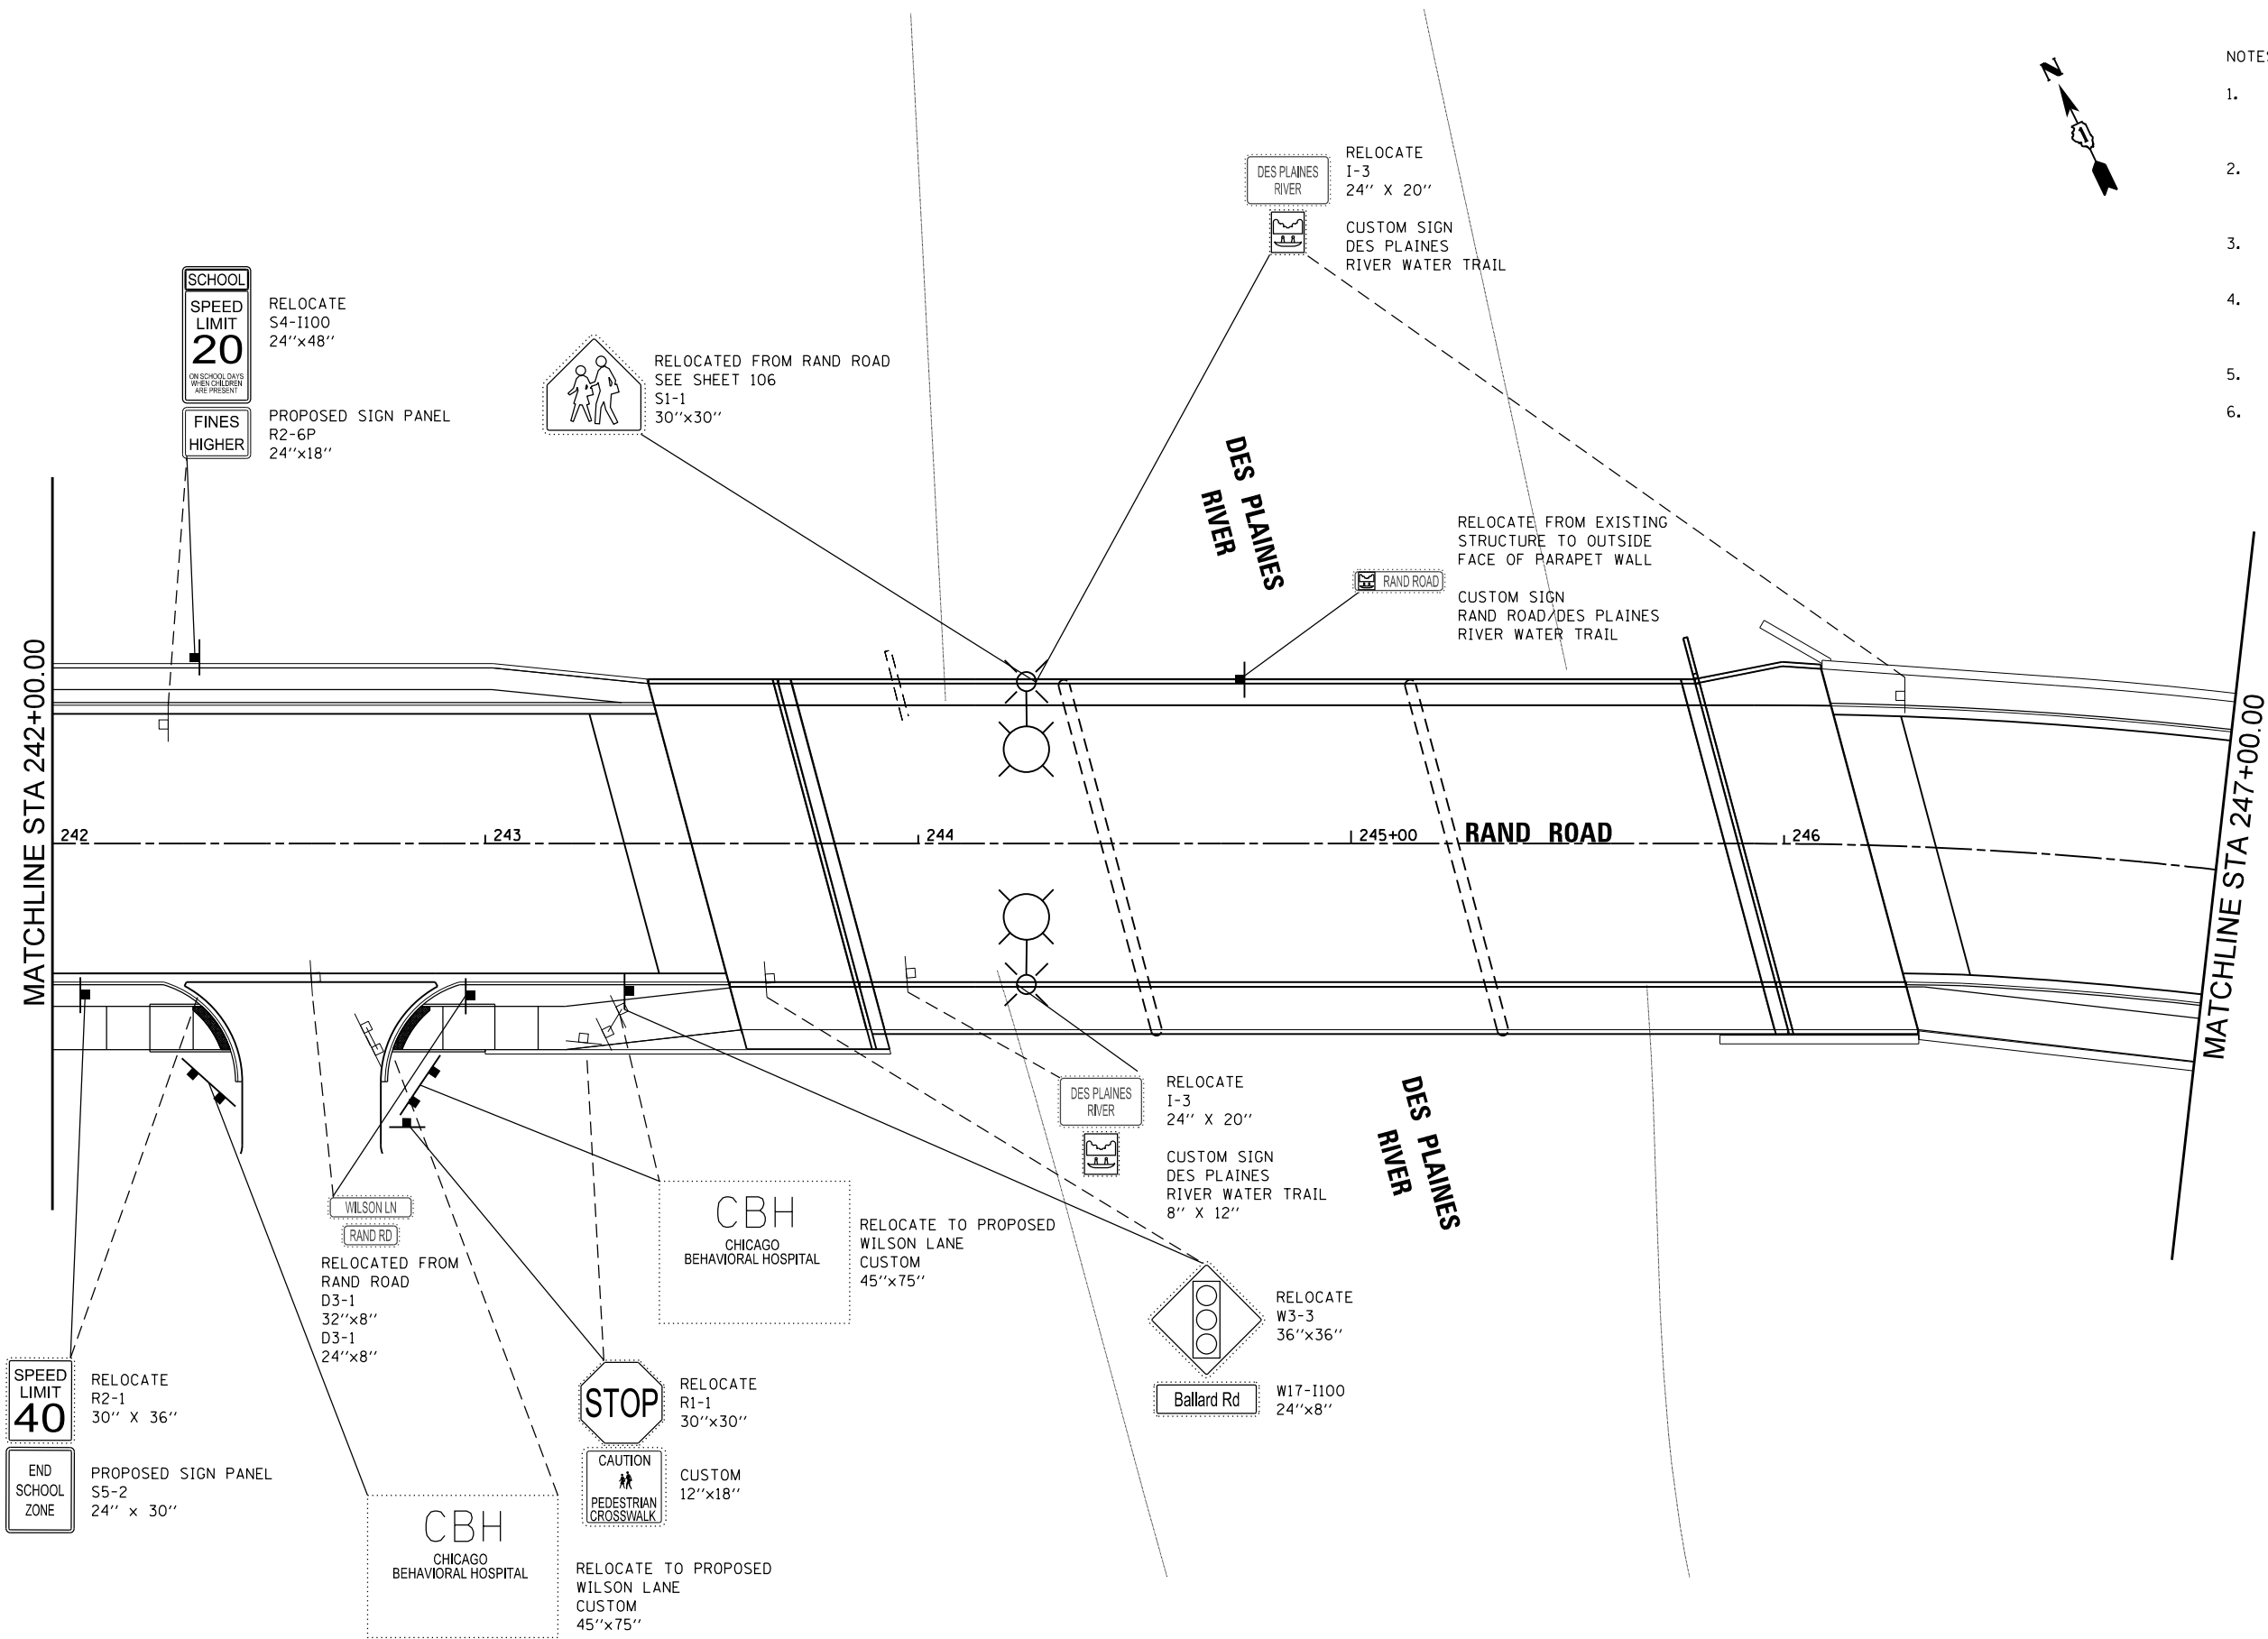 NOTES
1.
2.
3.
4.
5.
6.
N
DES PLAINES
RIVER
RELOCATE
I-3
24'' X 20''
CUSTOM SIGN
DES PLAINES
RIVER WATER TRAIL
SCHOOL
SPEED
LIMIT
20
ON SCHOOL DAYS
WHEN CHILDREN
ARE PRESENT
RELOCATE
S4-I100
24''x48''
FINES
HIGHER
PROPOSED SIGN PANEL
R2-6P
24''x18''
RELOCATED FROM RAND ROAD
SEE SHEET 106
S1-1
30''x30''
DES PLAINES
RIVER
RAND ROAD
RELOCATE FROM EXISTING
STRUCTURE TO OUTSIDE
FACE OF PARAPET WALL
CUSTOM SIGN
RAND ROAD/DES PLAINES
RIVER WATER TRAIL
MATCHLINE STA 242+00.00
242
243
244
245+00
RAND ROAD
246
MATCHLINE STA 247+00.00
DES PLAINES
RIVER
RELOCATE
I-3
24'' X 20''
CUSTOM SIGN
DES PLAINES
RIVER WATER TRAIL
8'' X 12''
DES PLAINES
RIVER
WILSON LN
RAND RD
RELOCATED FROM
RAND ROAD
D3-1
32''x8''
D3-1
24''x8''
CBH
CHICAGO
BEHAVIORAL HOSPITAL
RELOCATE TO PROPOSED
WILSON LANE
CUSTOM
45''x75''
RELOCATE
W3-3
36''x36''
Ballard Rd
W17-I100
24''x8''
SPEED
LIMIT
40
RELOCATE
R2-1
30'' X 36''
END
SCHOOL
ZONE
PROPOSED SIGN PANEL
S5-2
24'' x 30''
STOP
RELOCATE
R1-1
30''x30''
CAUTION
PEDESTRIAN
CROSSWALK
CUSTOM
12''x18''
CBH
CHICAGO
BEHAVIORAL HOSPITAL
RELOCATE TO PROPOSED
WILSON LANE
CUSTOM
45''x75''